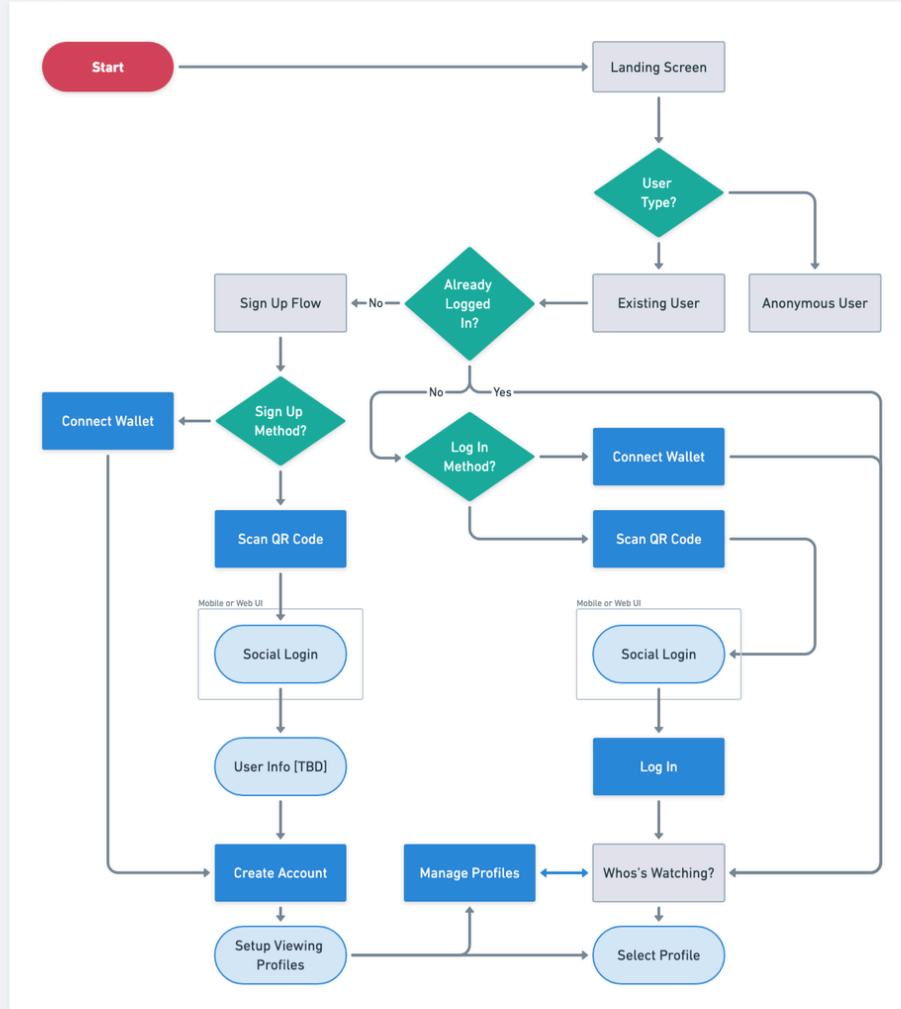 Start
Landing Screen
User
Type?
Already
Logged
In?
Sign Up Flow
No
Existing User
Anonymous User
No
Yes
Connect Wallet
Sign Up
Method?
Log In
Method?
Connect Wallet
Scan QR Code
Scan QR Code
Mobile or Web UI
Mobile or Web UI
Social Login
Social Login
User Info [TBD]
Log In
Create Account
Manage Profiles
Whos's Watching?
Setup Viewing
Profiles
Select Profile